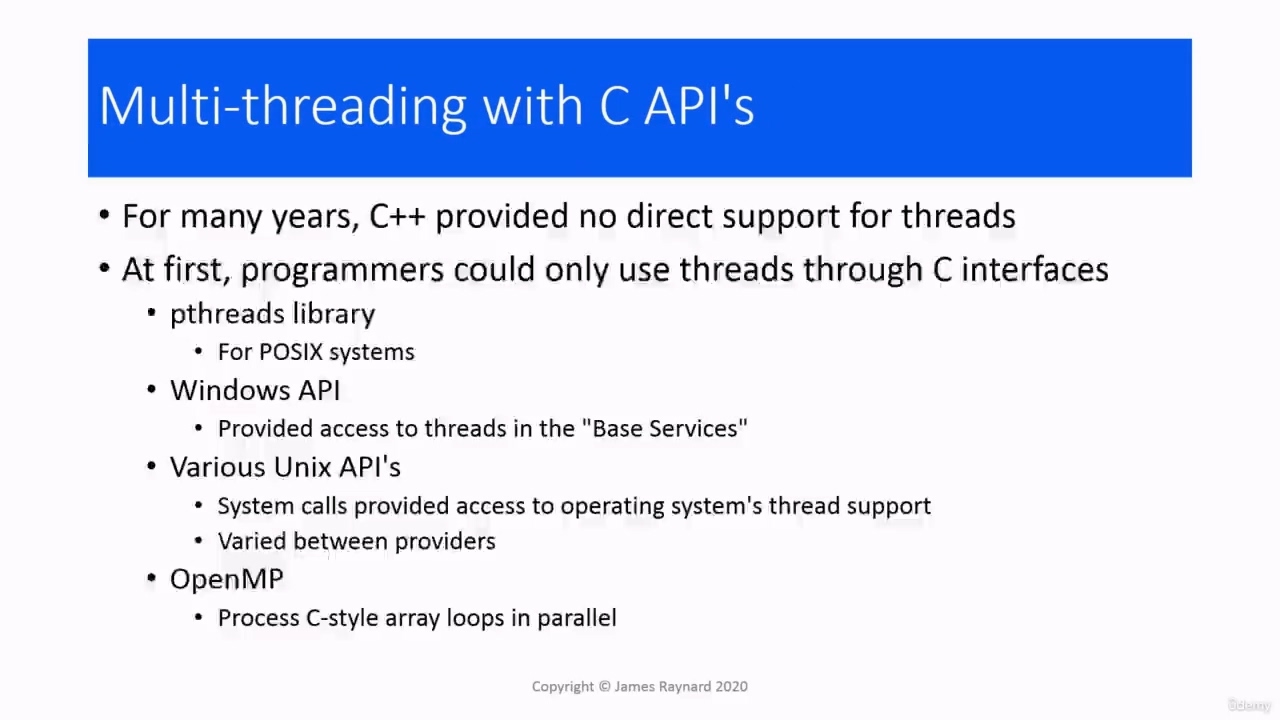 Multi-threading with C API's
• For many years, C++ provided no direct support for threads
• At first, programmers could only use threads through C interfaces
• pthreads library
• For POSIX systems
• Windows API
• Provided access to threads in the "Base Services"
• Various Unix API's
• System calls provided access to operating system's thread support
• Varied between providers
• OpenMP
• Process C-style array loops in parallel
Copyright © James Raynard 2020
ûdemy